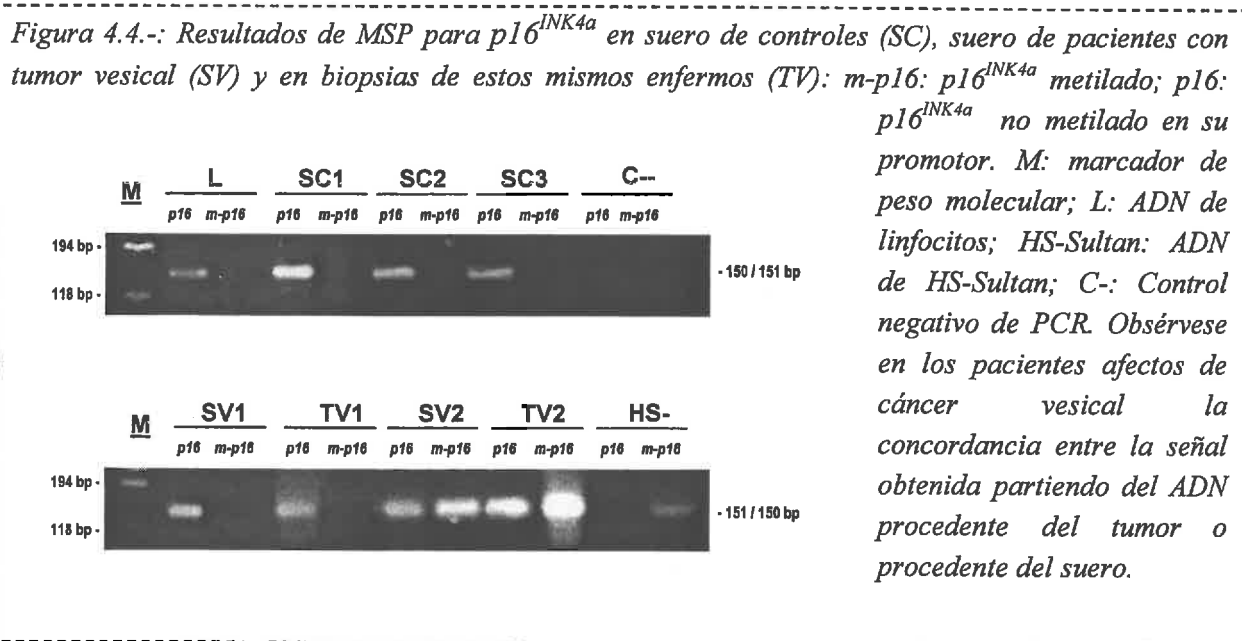 Figura 4.4.-: Resultados de MSP para p16^INK4a en suero de controles (SC), suero de pacientes con
tumor vesical (SV) y en biopsias de estos mismos enfermos (TV): m-p16: p16^INK4a metilado; p16:
p16^INK4a no metilado en su
promotor. M: marcador de
peso molecular; L: ADN de
linfocitos; HS-Sultan: ADN
de HS-Sultan; C-: Control
negativo de PCR. Obsérvese
en los pacientes afectos de
cáncer vesical la
concordancia entre la señal
obtenida partiendo del ADN
procedente del tumor o
procedente del suero.
M L SC1 SC2 SC3 C--
p16 m-p16 p16 m-p16 p16 m-p16 p16 m-p16 p16 m-p16
194 bp -
- 150 / 151 bp
118 bp -
M SV1 TV1 SV2 TV2 HS-
p16 m-p16 p16 m-p16 p16 m-p16 p16 m-p16 p16 m-p16
194 bp -
- 151 / 150 bp
118 bp -